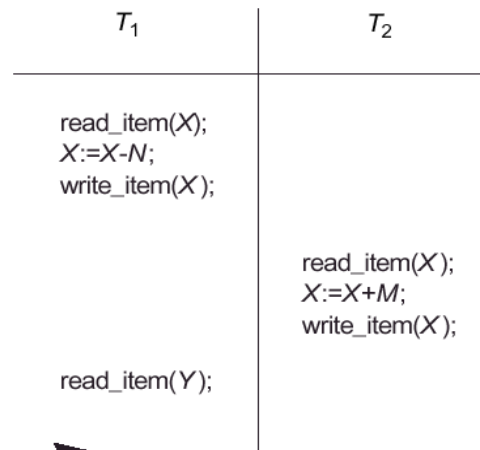 T1 T2
read_item(X);
X:=X-N;
write_item(X);
read_item(X);
X:=X+M;
write_item(X);
read_item(Y);